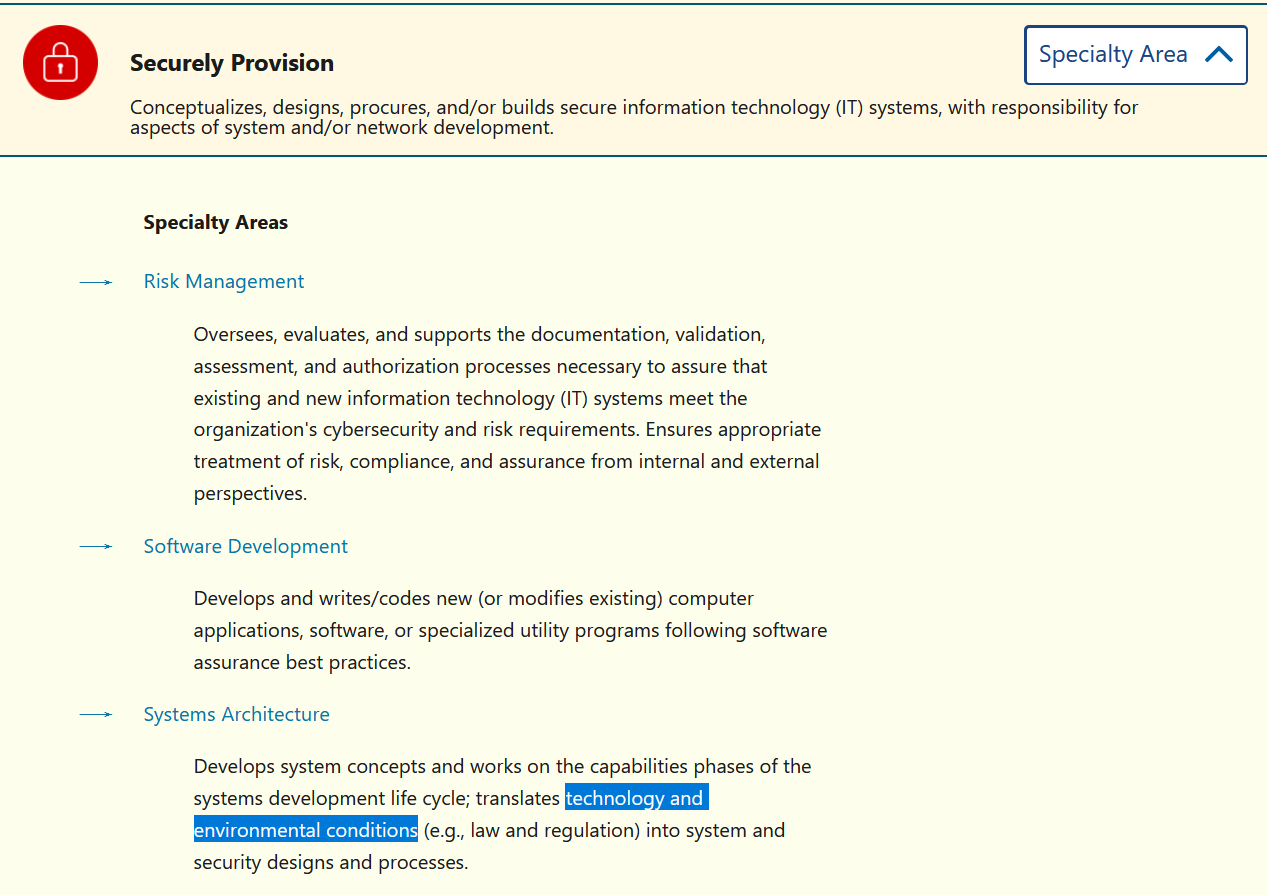 Securely Provision
Specialty Area
Conceptualizes, designs, procures, and/or builds secure information technology (IT) systems, with responsibility for
aspects of system and/or network development.
Specialty Areas
Risk Management
Oversees, evaluates, and supports the documentation, validation,
assessment, and authorization processes necessary to assure that
existing and new information technology (IT) systems meet the
organization's cybersecurity and risk requirements. Ensures appropriate
treatment of risk, compliance, and assurance from internal and external
perspectives.
Software Development
Develops and writes/codes new (or modifies existing) computer
applications, software, or specialized utility programs following software
assurance best practices.
Systems Architecture
Develops system concepts and works on the capabilities phases of the
systems development life cycle; translates technology and
environmental conditions (e.g., law and regulation) into system and
security designs and processes.